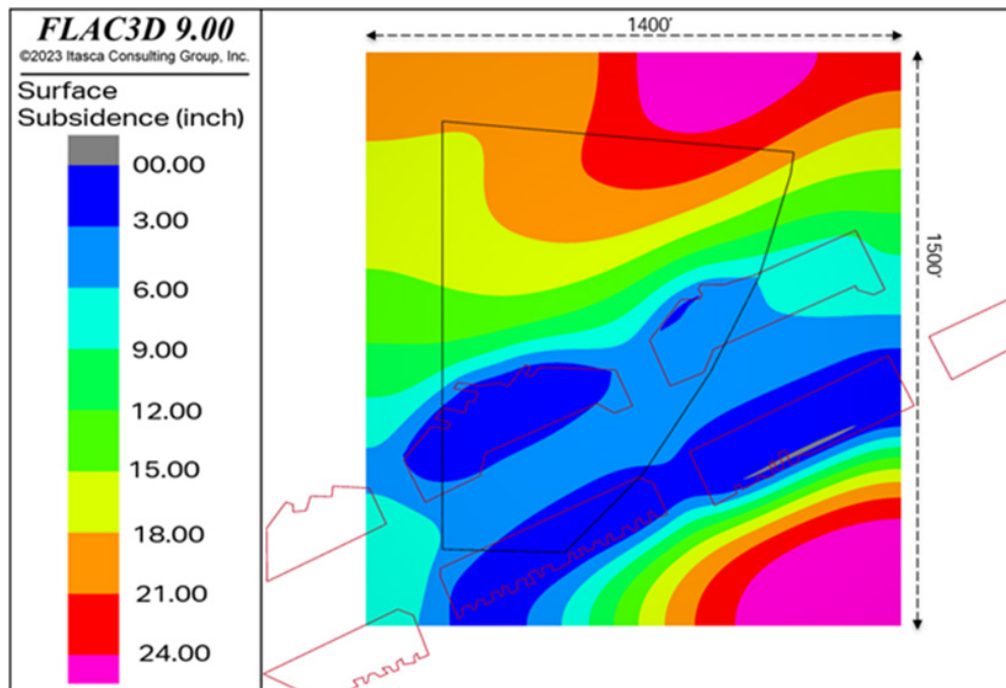 FLAC3D 9.00
©2023 Itasca Consulting Group, Inc.
Surface
Subsidence (inch)
00.00
3.00
6.00
9.00
12.00
15.00
18.00
21.00
24.00
1400'
1500'